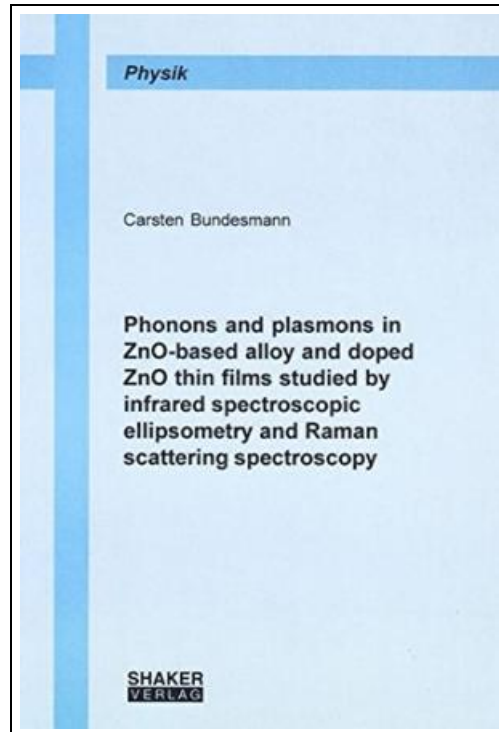 Physik
Carsten Bundesmann
Phonons and plasmons in
ZnO-based alloy and doped
ZnO thin films studied by
infrared spectroscopic
ellipsometry and Raman
scattering spectroscopy
SHAKER
VERLAG